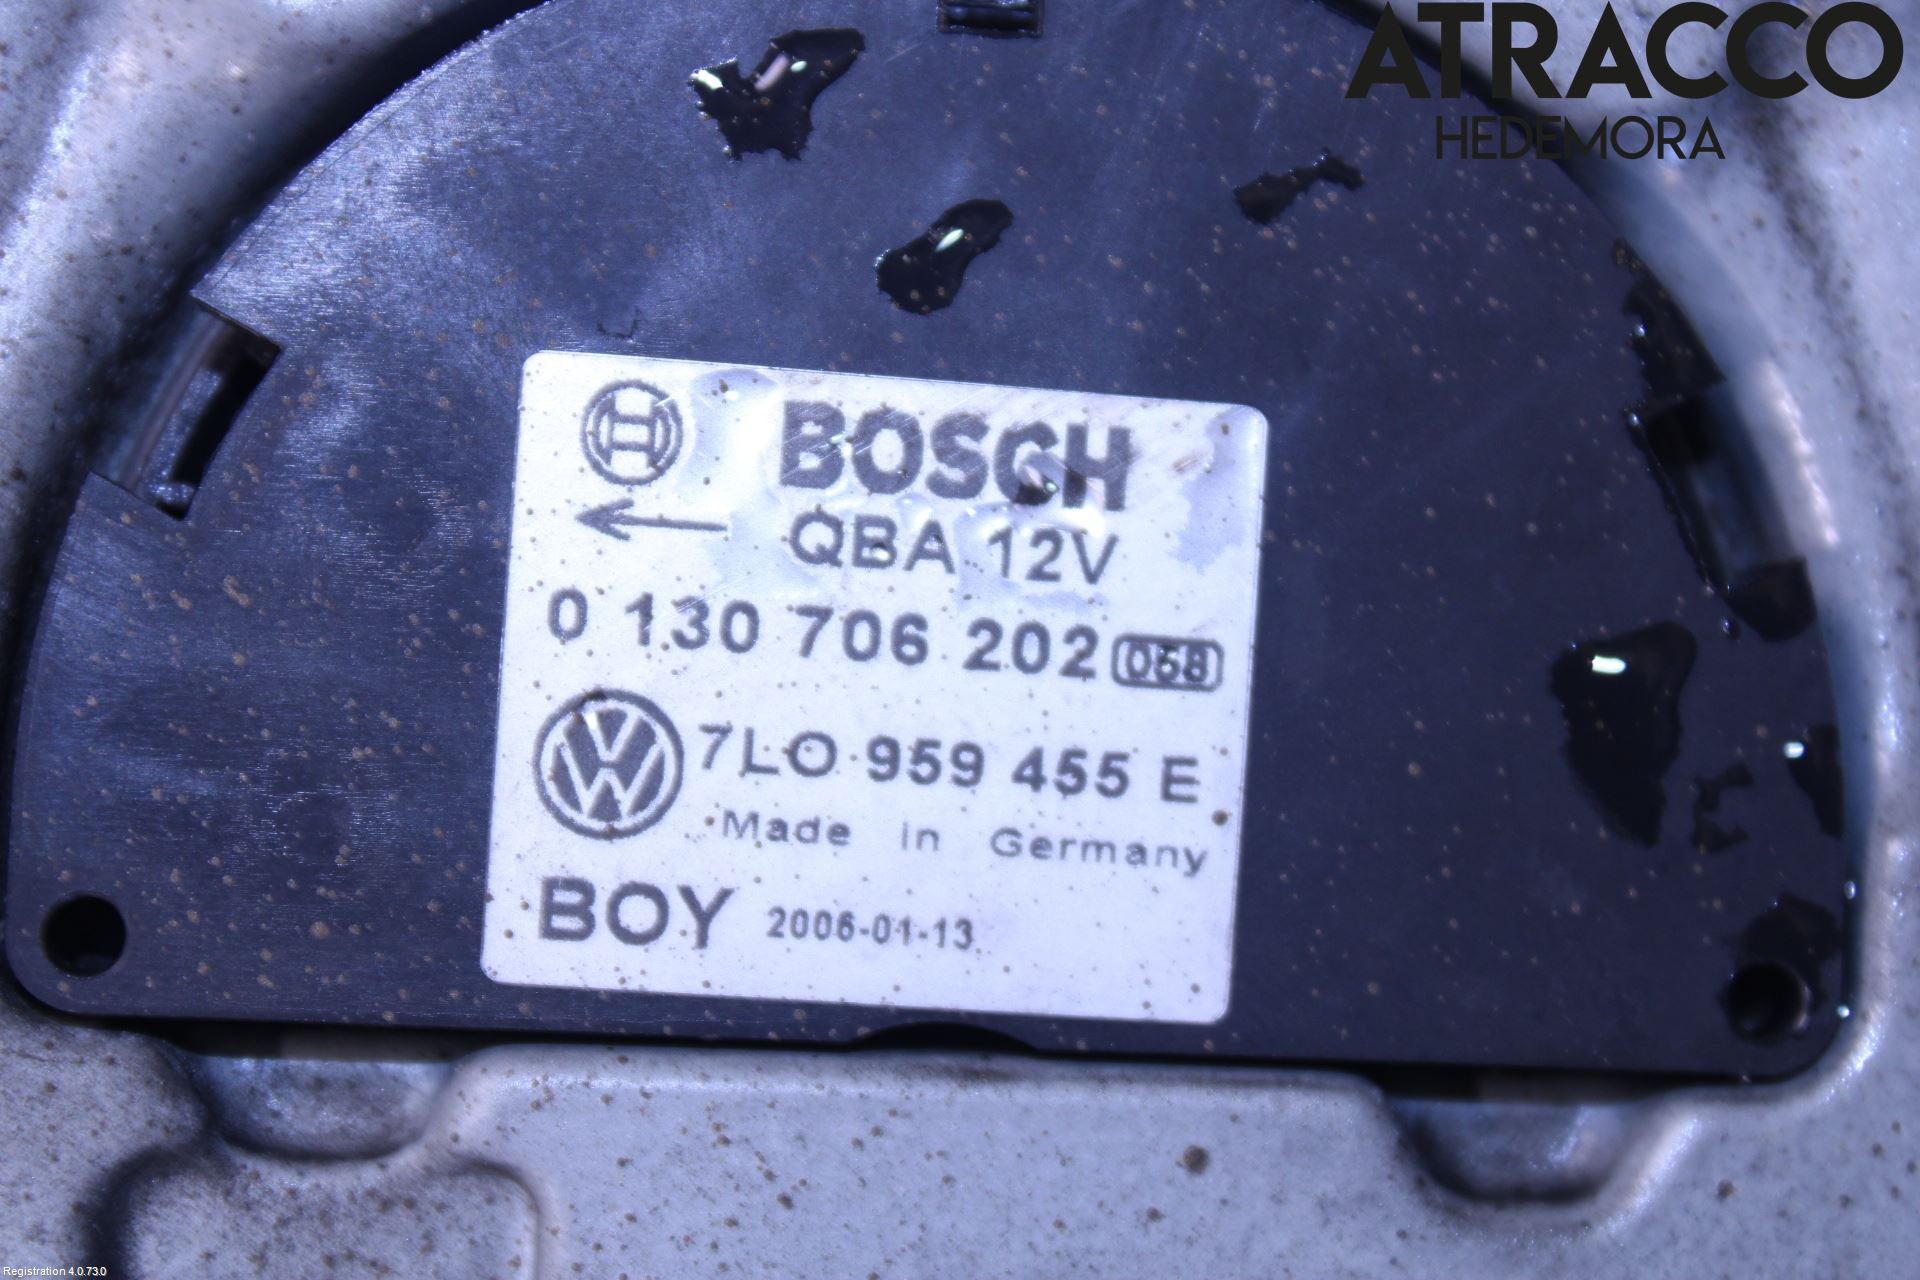 ATRACCO
HEDEMORA
BOSCH
QBA 12V
0 130 706 202 058
7LO 959 455 E
Made in Germany
BOY 2006-01-13
Registration 4.0.73.0